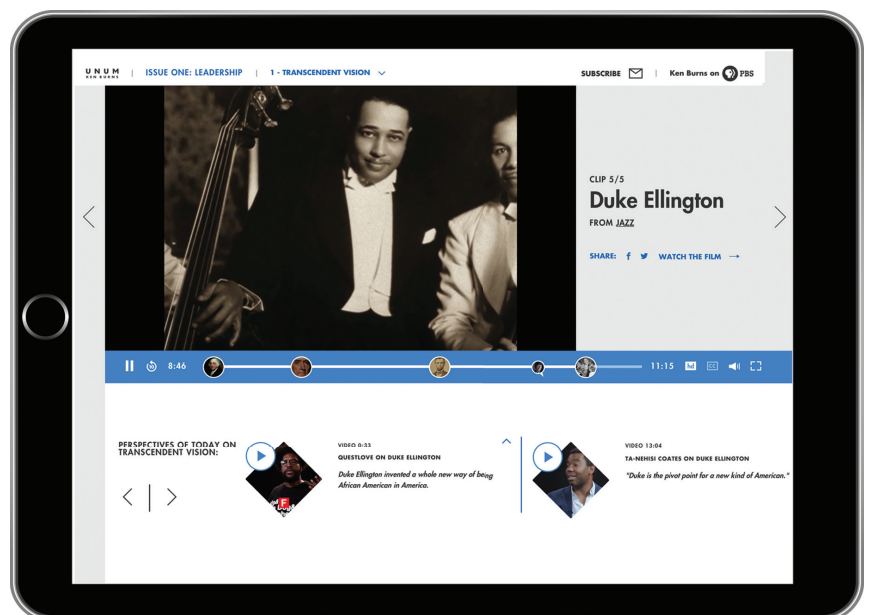 UNUM | ISSUE ONE: LEADERSHIP | 1 - TRANSCENDENT VISION SUBSCRIBE | Ken Burns on PBS
KEN BURNS
CLIP 5/5
Duke Ellington
FROM JAZZ
SHARE: f WATCH THE FILM →
10 8:46 11:15 hd CC
PERSPECTIVES OF TODAY ON
TRANSCENDENT VISION:
VIDEO 0:33
QUESTLOVE ON DUKE ELLINGTON
Duke Ellington invented a whole new way of being
African American in America.
VIDEO 13:04
TA-NEHISI COATES ON DUKE ELLINGTON
"Duke is the pivot point for a new kind of American."